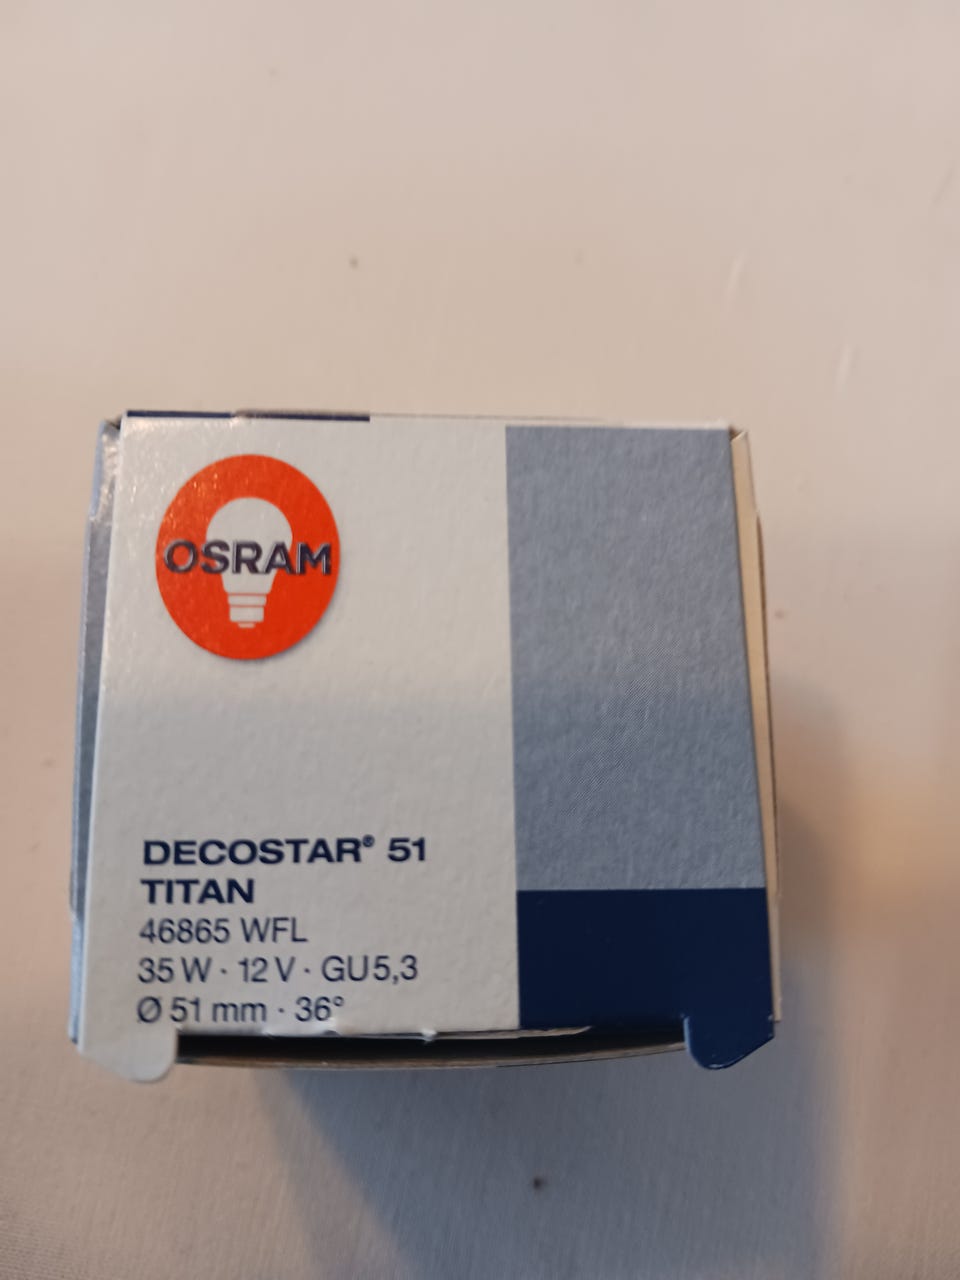 OSRAM
DECOSTAR® 51
TITAN
46865 WFL
35 W · 12 V · GU5,3
Ø 51 mm · 36°